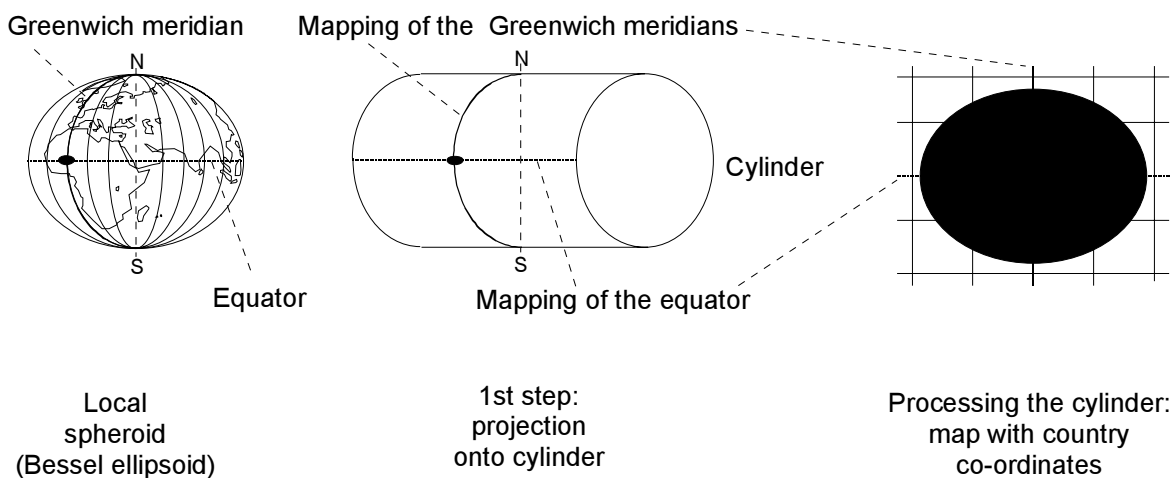 Greenwich meridian
Mapping of the Greenwich meridians
N
N
Cylinder
S
S
Equator
Mapping of the equator
Local
spheroid
(Bessel ellipsoid)
1st step:
projection
onto cylinder
Processing the cylinder:
map with country
co-ordinates